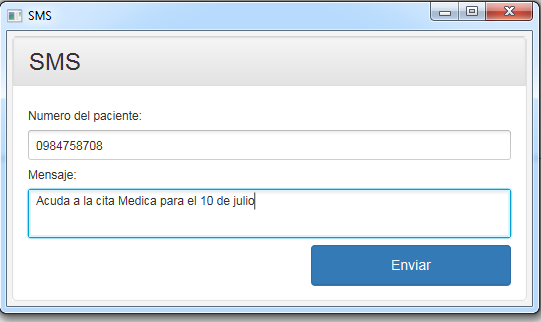 SMS
SMS
Numero del paciente:
0984758708
Mensaje:
Acuda a la cita Medica para el 10 de julio
Enviar